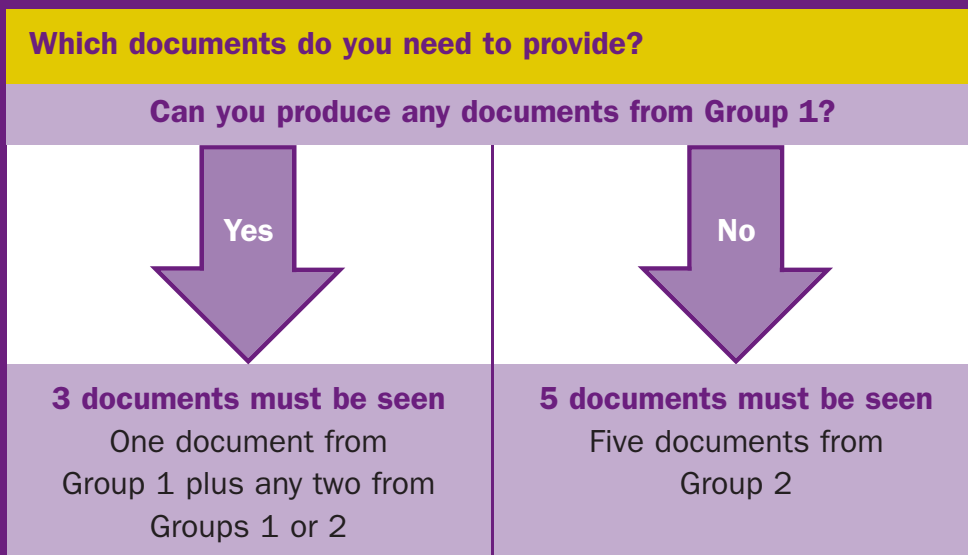 Which documents do you need to provide?
Can you produce any documents from Group 1?
Yes
No
3 documents must be seen
One document from
Group 1 plus any two from
Groups 1 or 2
5 documents must be seen
Five documents from
Group 2